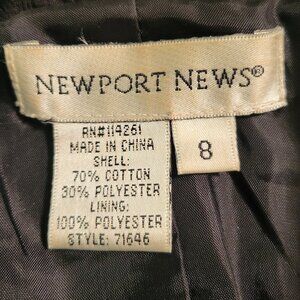 NEWPORT NEWS®
RN#114261
MADE IN CHINA
SHELL:
70% COTTON
30% POLYESTER
LINING:
100% POLYESTER
STYLE: 71646
8